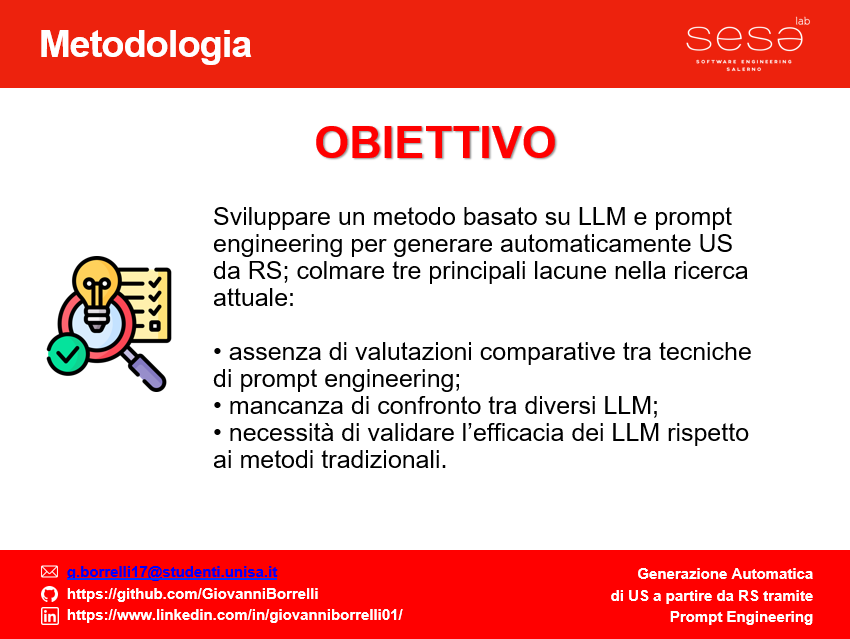 Metodologia
lab
sesa
SOFTWARE ENGINEERING
SALERNO
OBIETTIVO
Sviluppare un metodo basato su LLM e prompt
engineering per generare automaticamente US
da RS; colmare tre principali lacune nella ricerca
attuale:
• assenza di valutazioni comparative tra tecniche
di prompt engineering;
• mancanza di confronto tra diversi LLM;
• necessità di validare l’efficacia dei LLM rispetto
ai metodi tradizionali.
g.borrelli17@studenti.unisa.it
https://github.com/GiovanniBorrelli
https://www.linkedin.com/in/giovanniborrelli01/
Generazione Automatica
di US a partire da RS tramite
Prompt Engineering